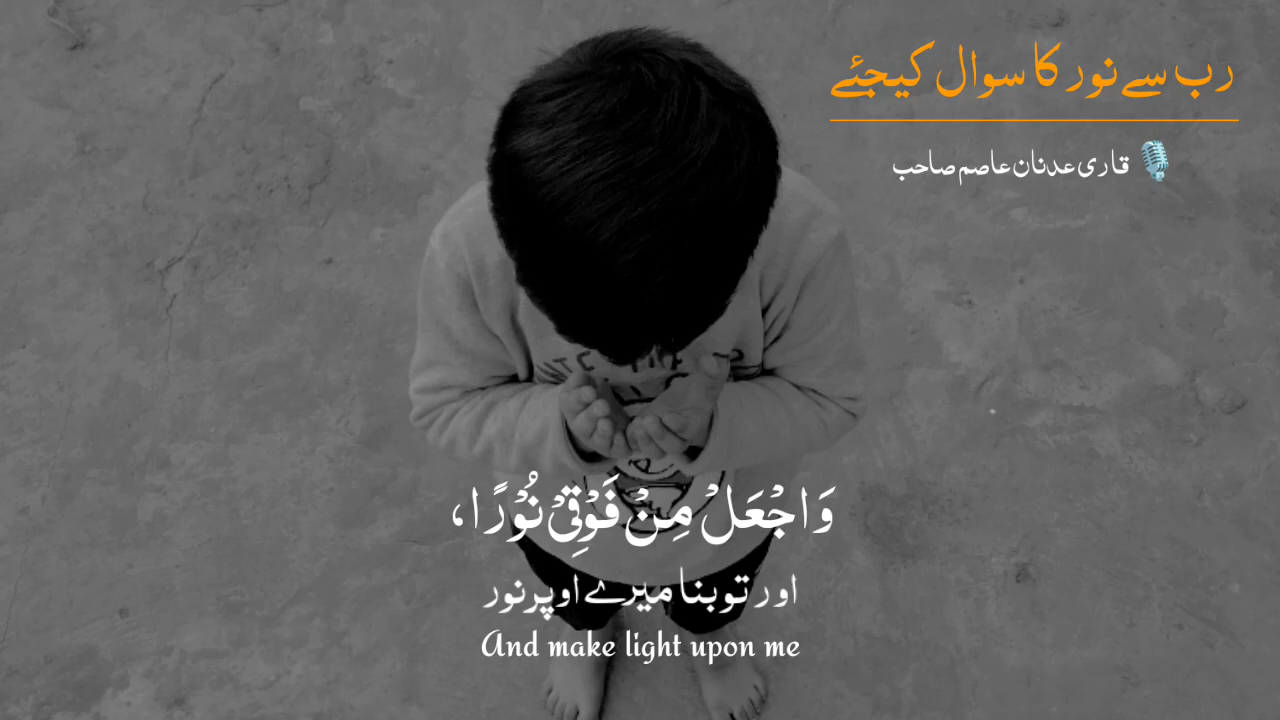 رب سے نور کا سوال کیجئے
قاری عدنان عاصم صاحب
وَاجْعَلْ مِنْ فَوْقِیْ نُوْرًا،
اور تو بنا میرے اوپر نور
And make light upon me